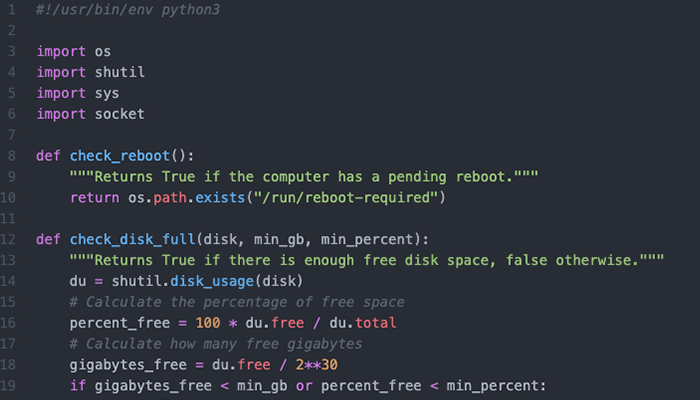 1 #!/usr/bin/env python3
2
3 import os
4 import shutil
5 import sys
6 import socket
7
8 def check_reboot():
9     """Returns True if the computer has a pending reboot."""
10     return os.path.exists("/run/reboot-required")
11
12 def check_disk_full(disk, min_gb, min_percent):
13     """Returns True if there is enough free disk space, false otherwise."""
14     du = shutil.disk_usage(disk)
15     # Calculate the percentage of free space
16     percent_free = 100 * du.free / du.total
17     # Calculate how many free gigabytes
18     gigabytes_free = du.free / 2**30
19     if gigabytes_free < min_gb or percent_free < min_percent: